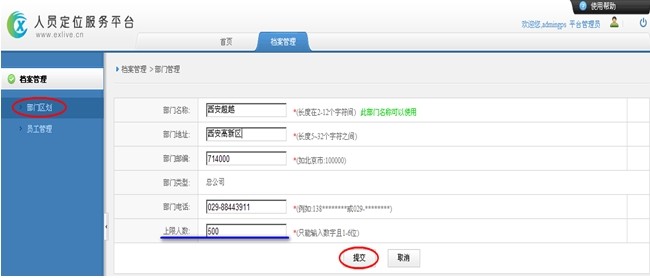 使用帮助
人员定位服务平台
www.exlive.cn
欢迎您,admingps 平台管理员
首页
档案管理
档案管理
部门区划
员工管理
档案管理 > 部门管理
部门名称: 西安超越 *(长度在2-12个字符间) 此部门名称可以使用
部门地址: 西安高新区 *(长度5-32个字符之间)
部门邮编: 714000 *(如北京市:100000)
部门类型: 总公司
部门电话: 029-88443911 *(例如:138********或029-********)
上限人数: 500 *(只能输入数字且1-6位)
提交
取消